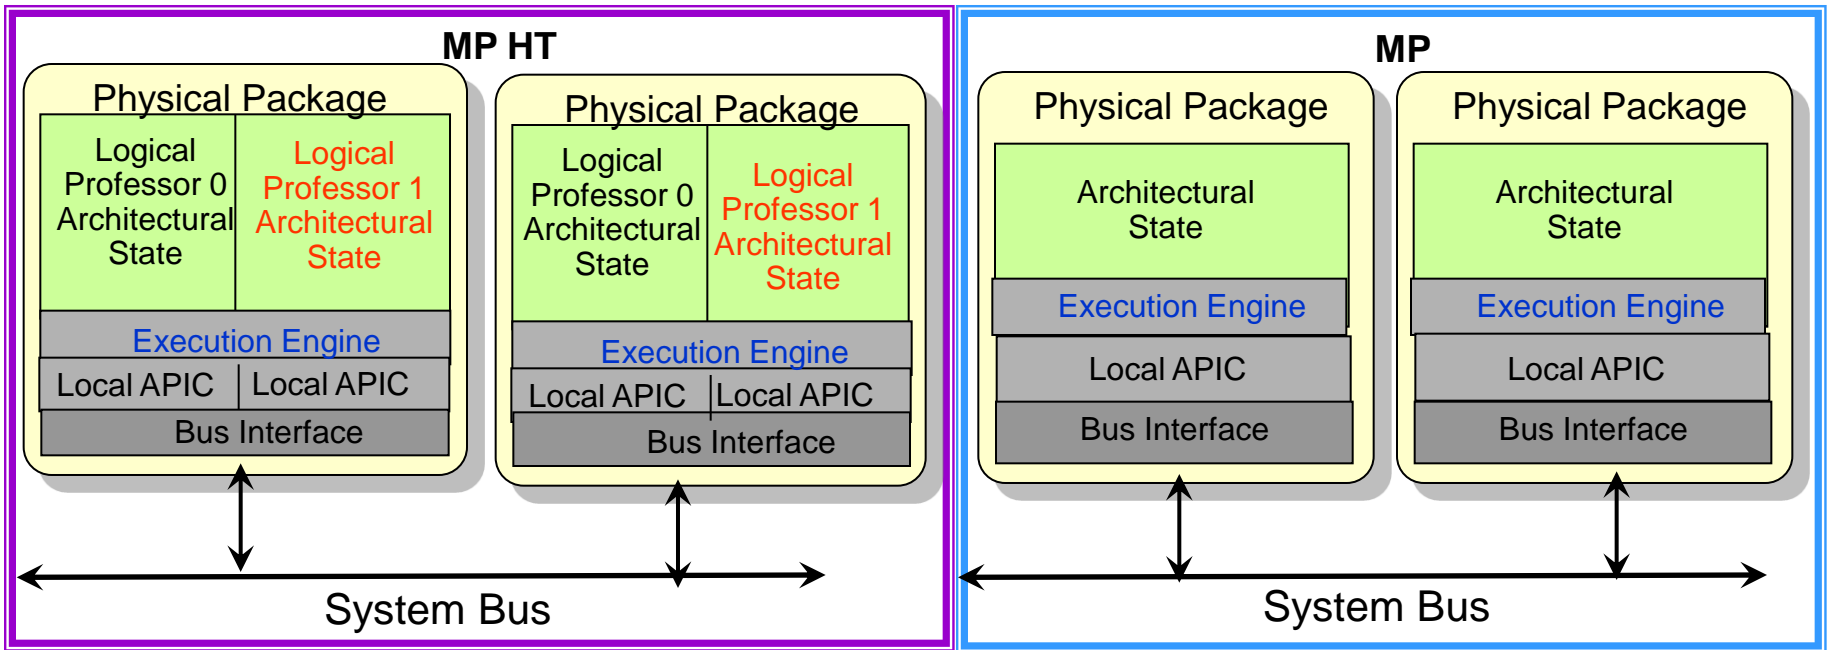 MP HT
Physical Package
Logical
Professor 0
Architectural
State
Logical
Professor 1
Architectural
State
Execution Engine
Local APIC
Local APIC
Bus Interface
Physical Package
Logical
Professor 0
Architectural
State
Logical
Professor 1
Architectural
State
Execution Engine
Local APIC
Local APIC
Bus Interface
System Bus
MP
Physical Package
Architectural
State
Execution Engine
Local APIC
Bus Interface
Physical Package
Architectural
State
Execution Engine
Local APIC
Bus Interface
System Bus